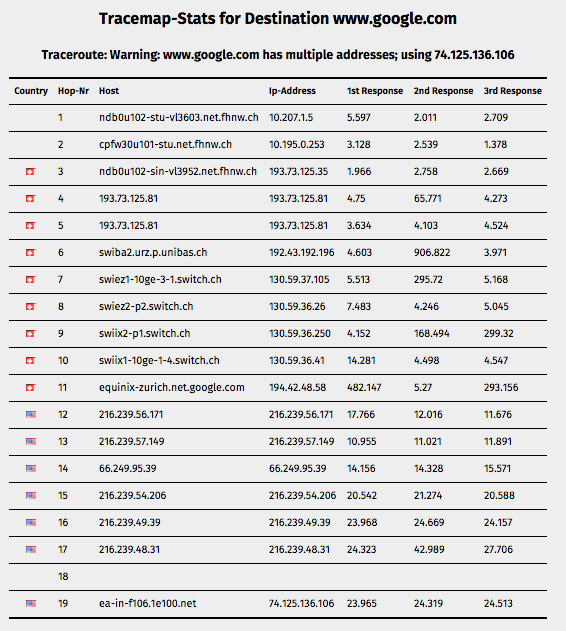 Tracemap-Stats for Destination www.google.com
Traceroute: Warning: www.google.com has multiple addresses; using 74.125.136.106
Country Hop-Nr Host Ip-Address 1st Response 2nd Response 3rd Response
1 ndb0u102-stu-vl3603.net.fhnw.ch 10.207.1.5 5.597 2.011 2.709
2 cpfw30u101-stu.net.fhnw.ch 10.195.0.253 3.128 2.539 1.378
3 ndb0u102-sin-vl3952.net.fhnw.ch 193.73.125.35 1.966 2.758 2.669
4 193.73.125.81 193.73.125.81 4.75 65.771 4.273
5 193.73.125.81 193.73.125.81 3.634 4.103 4.524
6 swiba2.urz.p.unibas.ch 192.43.192.196 4.603 906.822 3.971
7 swiez1-10ge-3-1.switch.ch 130.59.37.105 5.513 295.72 5.168
8 swiez2-p2.switch.ch 130.59.36.26 7.483 4.246 5.045
9 swiix2-p1.switch.ch 130.59.36.250 4.152 168.494 299.32
10 swiix1-10ge-1-4.switch.ch 130.59.36.41 14.281 4.498 4.547
11 equinix-zurich.net.google.com 194.42.48.58 482.147 5.27 293.156
12 216.239.56.171 216.239.56.171 17.766 12.016 11.676
13 216.239.57.149 216.239.57.149 10.955 11.021 11.891
14 66.249.95.39 66.249.95.39 14.156 14.328 15.571
15 216.239.54.206 216.239.54.206 20.542 21.274 20.588
16 216.239.49.39 216.239.49.39 23.968 24.669 24.157
17 216.239.48.31 216.239.48.31 24.323 42.989 27.706
18
19 ea-in-f106.1e100.net 74.125.136.106 23.965 24.319 24.513